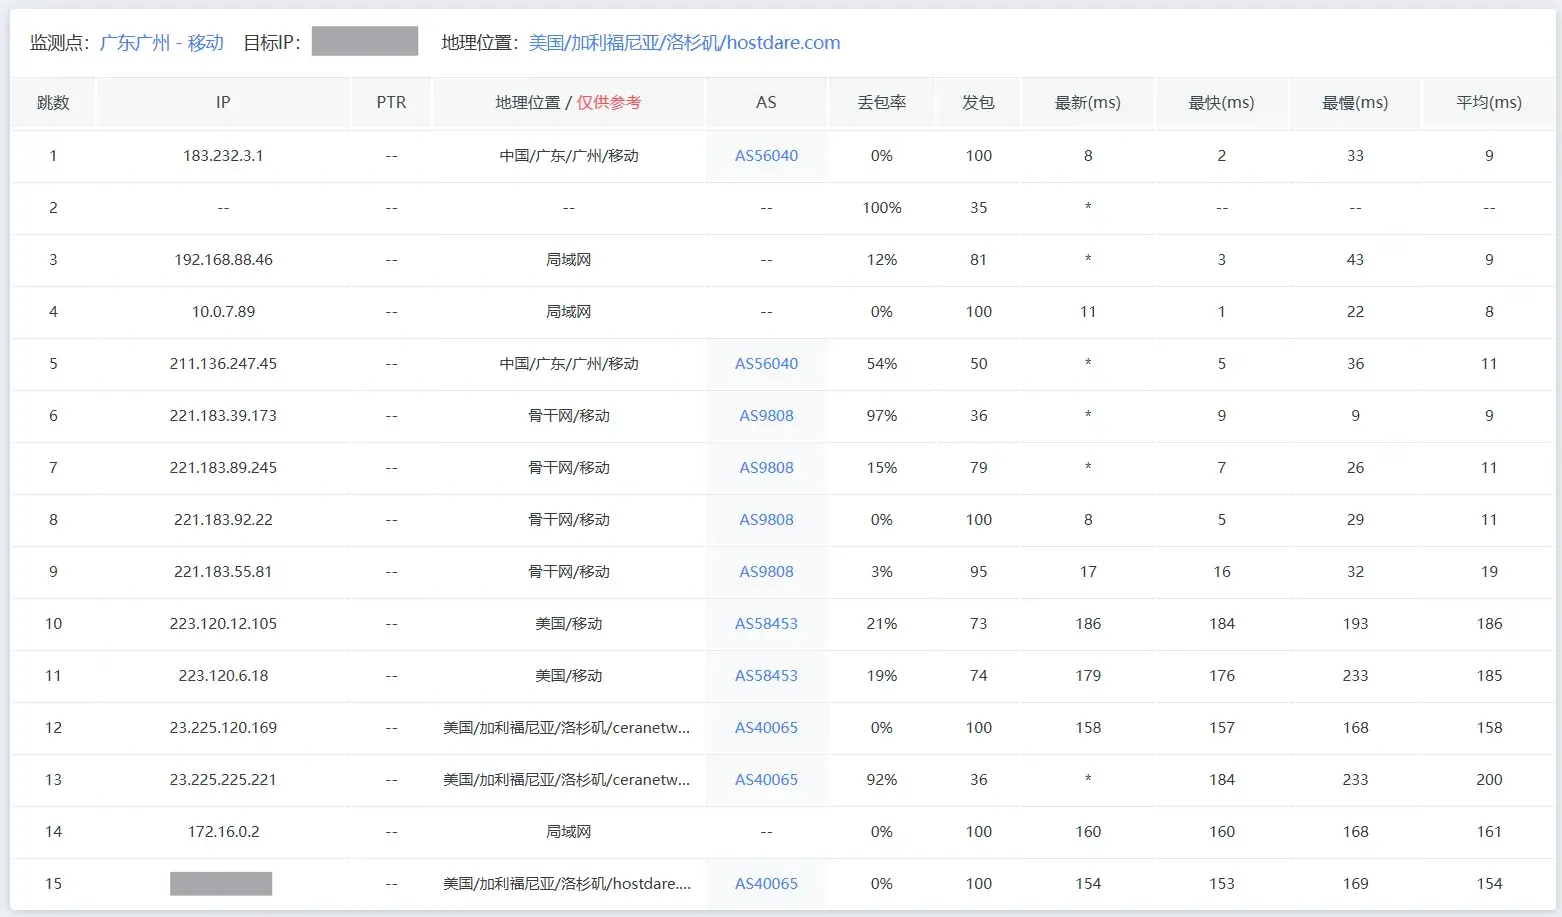 监测点：广东广州 - 移动 目标IP： 地理位置：美国/加利福尼亚/洛杉矶/hostdare.com
跳数 IP PTR 地理位置 / 仅供参考 AS 丢包率 发包 最新(ms) 最快(ms) 最慢(ms) 平均(ms)
1 183.232.3.1 -- 中国/广东/广州/移动 AS56040 0% 100 8 2 33 9
2 -- -- -- -- 100% 35 * -- -- --
3 192.168.88.46 -- 局域网 -- 12% 81 * 3 43 9
4 10.0.7.89 -- 局域网 -- 0% 100 11 1 22 8
5 211.136.247.45 -- 中国/广东/广州/移动 AS56040 54% 50 * 5 36 11
6 221.183.39.173 -- 骨干网/移动 AS9808 97% 36 * 9 9 9
7 221.183.89.245 -- 骨干网/移动 AS9808 15% 79 * 7 26 11
8 221.183.92.22 -- 骨干网/移动 AS9808 0% 100 8 5 29 11
9 221.183.55.81 -- 骨干网/移动 AS9808 3% 95 17 16 32 19
10 223.120.12.105 -- 美国/移动 AS58453 21% 73 186 184 193 186
11 223.120.6.18 -- 美国/移动 AS58453 19% 74 179 176 233 185
12 23.225.120.169 -- 美国/加利福尼亚/洛杉矶/ceranetw... AS40065 0% 100 158 157 168 158
13 23.225.225.221 -- 美国/加利福尼亚/洛杉矶/ceranetw... AS40065 92% 36 * 184 233 200
14 172.16.0.2 -- 局域网 -- 0% 100 160 160 168 161
15 -- 美国/加利福尼亚/洛杉矶/hostdare.... AS40065 0% 100 154 153 169 154